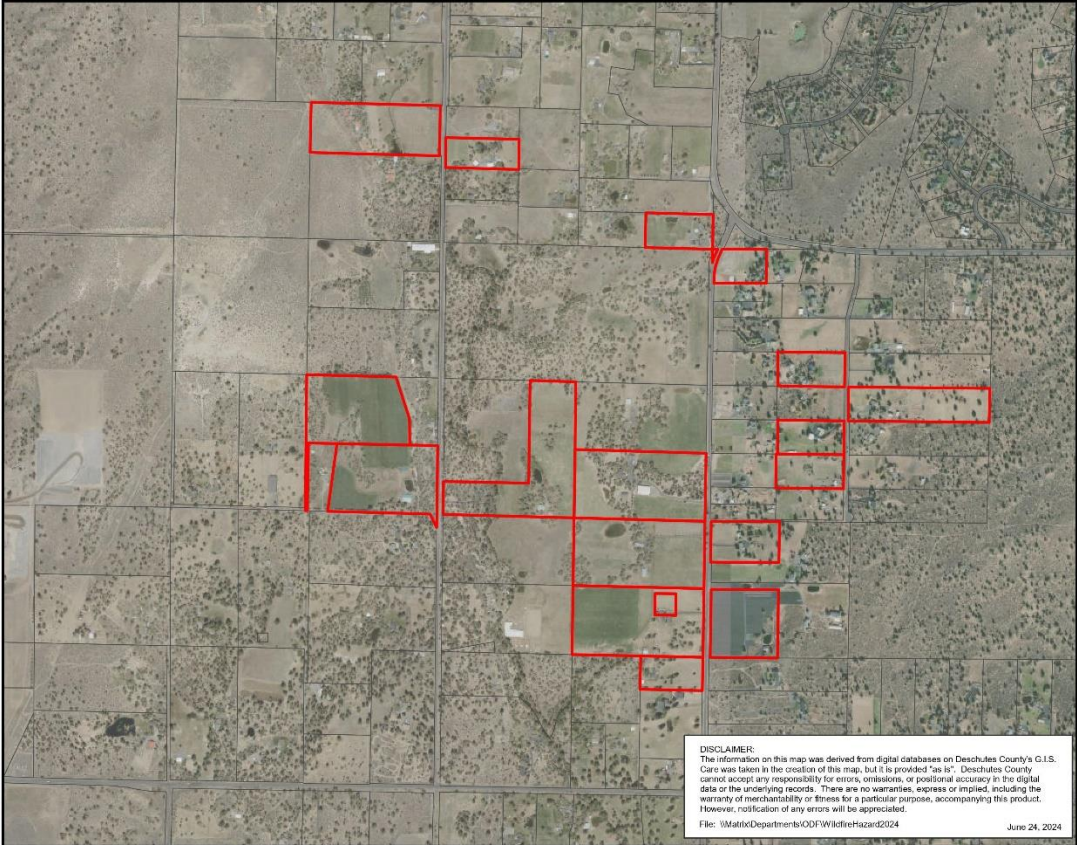 DISCLAIMER:
The information on this map was derived from digital databases on Deschutes County's G.I.S.
Care was taken in the creation of this map, but it is provided "as is". Deschutes County
cannot accept any responsibility for errors, omissions, or positional accuracy in the digital
data or the underlying records. There are no warranties, express or implied, including the
warranty of merchantability or fitness for a particular purpose, accompanying this product.
However, notification of any errors will be appreciated.
File: \\Matrix\Departments\ODF\WildfireHazard2024
June 24, 2024